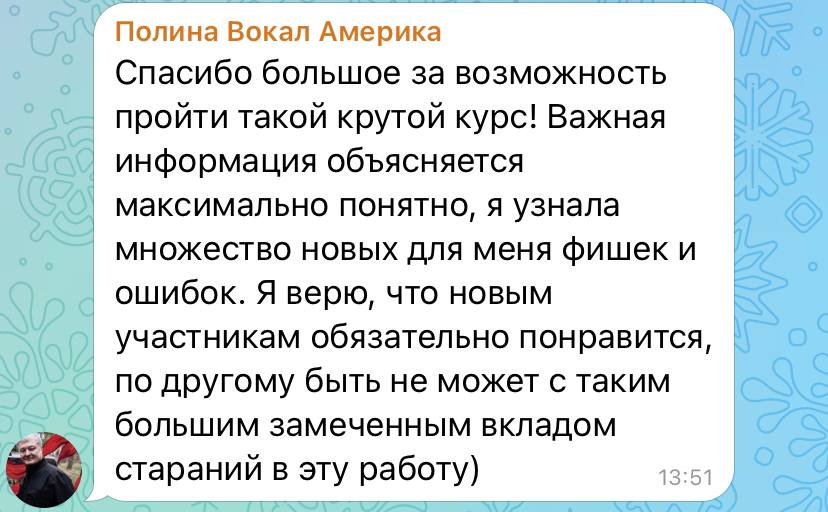 Полина Вокал Америка
Спасибо большое за возможность
пройти такой крутой курс! Важная
информация объясняется
максимально понятно, я узнала
множество новых для меня фишек и
ошибок. Я верю, что новым
участникам обязательно понравится,
по другому быть не может с таким
большим замеченным вкладом
стараний в эту работу)
13:51